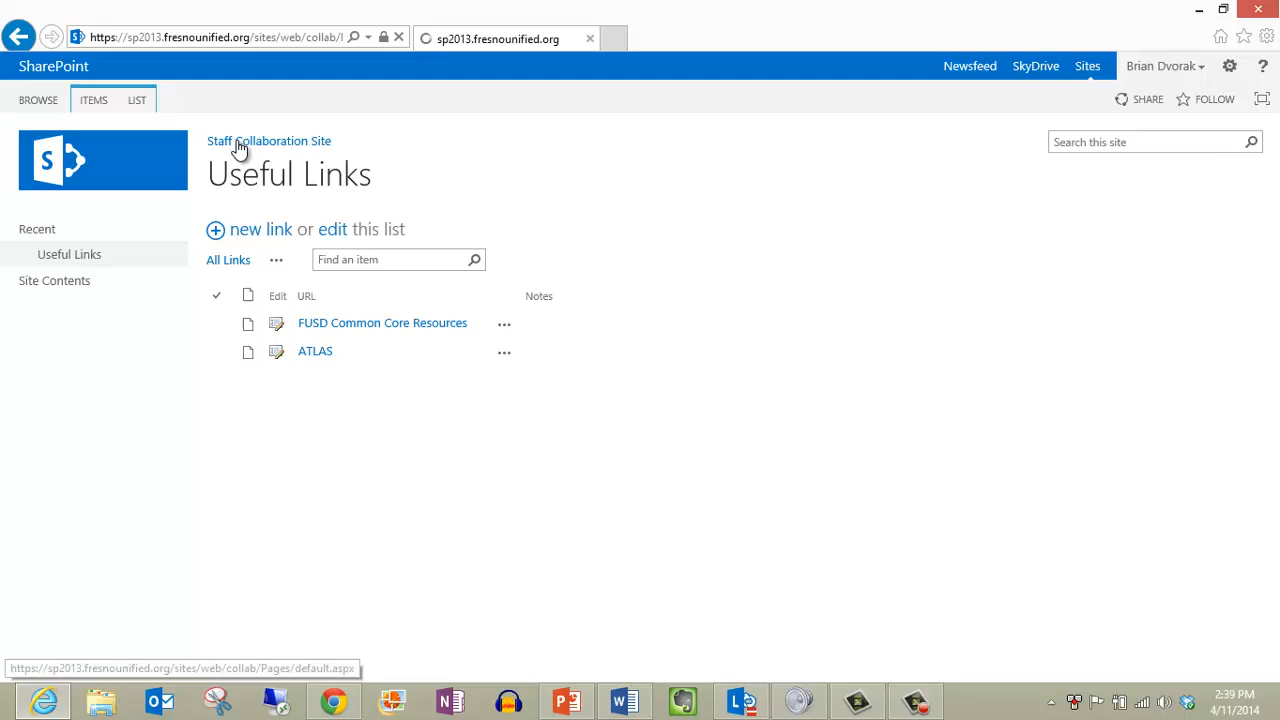 https://sp2013.fresnounified.org/sites/web/collab/l
sp2013.fresnounified.org
SharePoint
Newsfeed SkyDrive Sites Brian Dvorak ?
BROWSE ITEMS LIST
SHARE FOLLOW
S
Staff Collaboration Site
Search this site
Useful Links
Recent
new link or edit this list
Useful Links
All Links ... Find an item
Site Contents
Edit URL Notes
FUSD Common Core Resources ...
ATLAS ...
https://sp2013.fresnounified.org/sites/web/collab/Pages/default.aspx
2:39 PM
4/11/2014